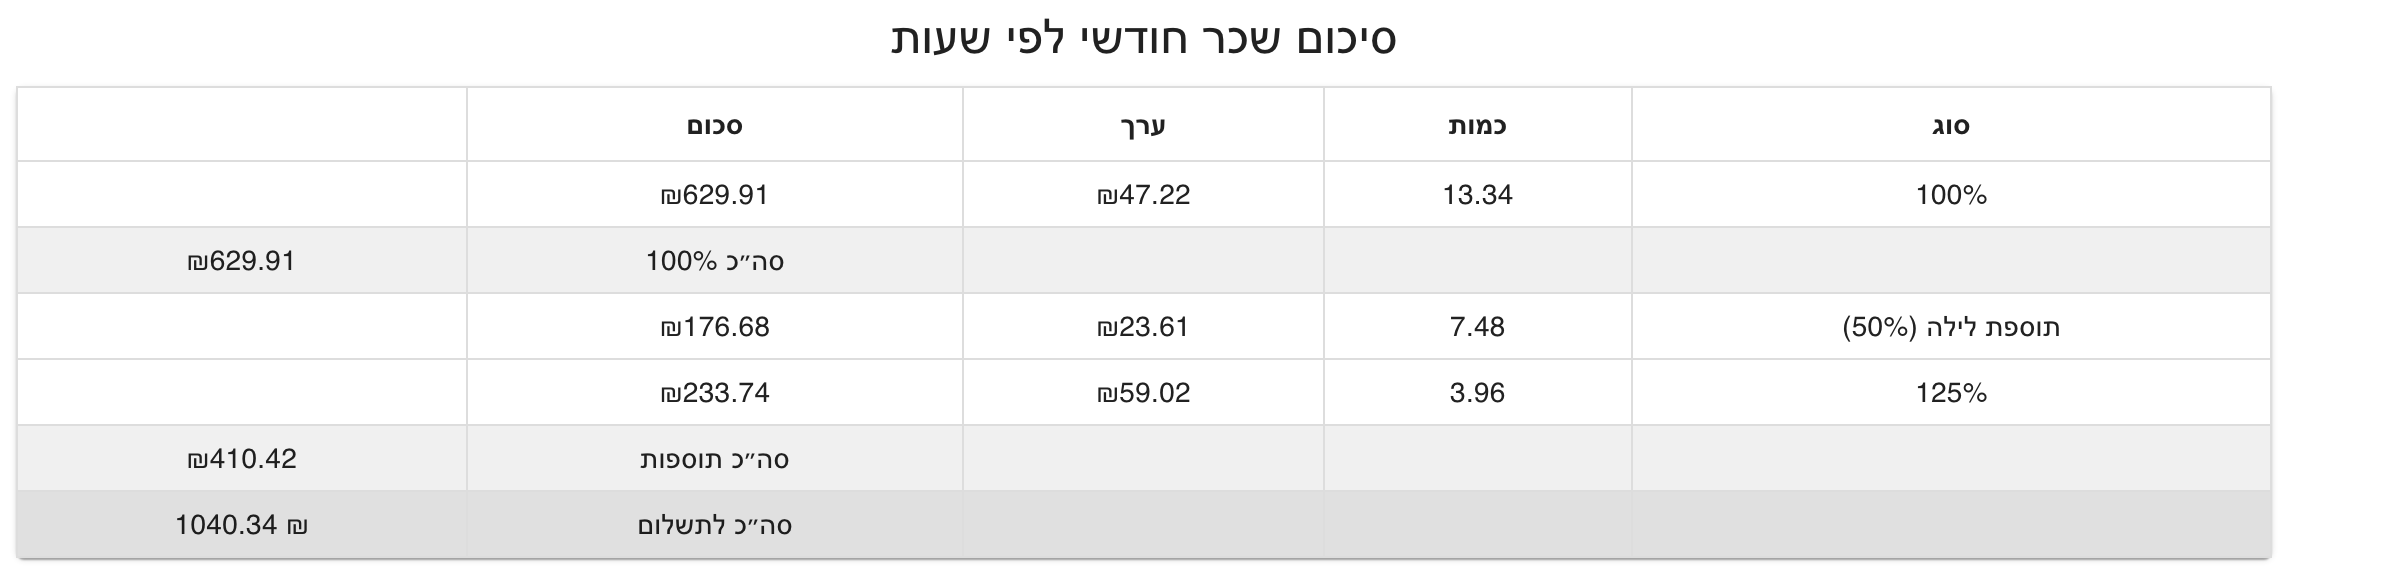 סיכום שכר חודשי לפי שעות
סוג כמות ערך סכום
100% 13.34 ₪47.22 ₪629.91
סה״כ 100% ₪629.91
תוספת לילה (50%) 7.48 ₪23.61 ₪176.68
125% 3.96 ₪59.02 ₪233.74
סה״כ תוספות ₪410.42
סה״כ לתשלום 1040.34 ₪